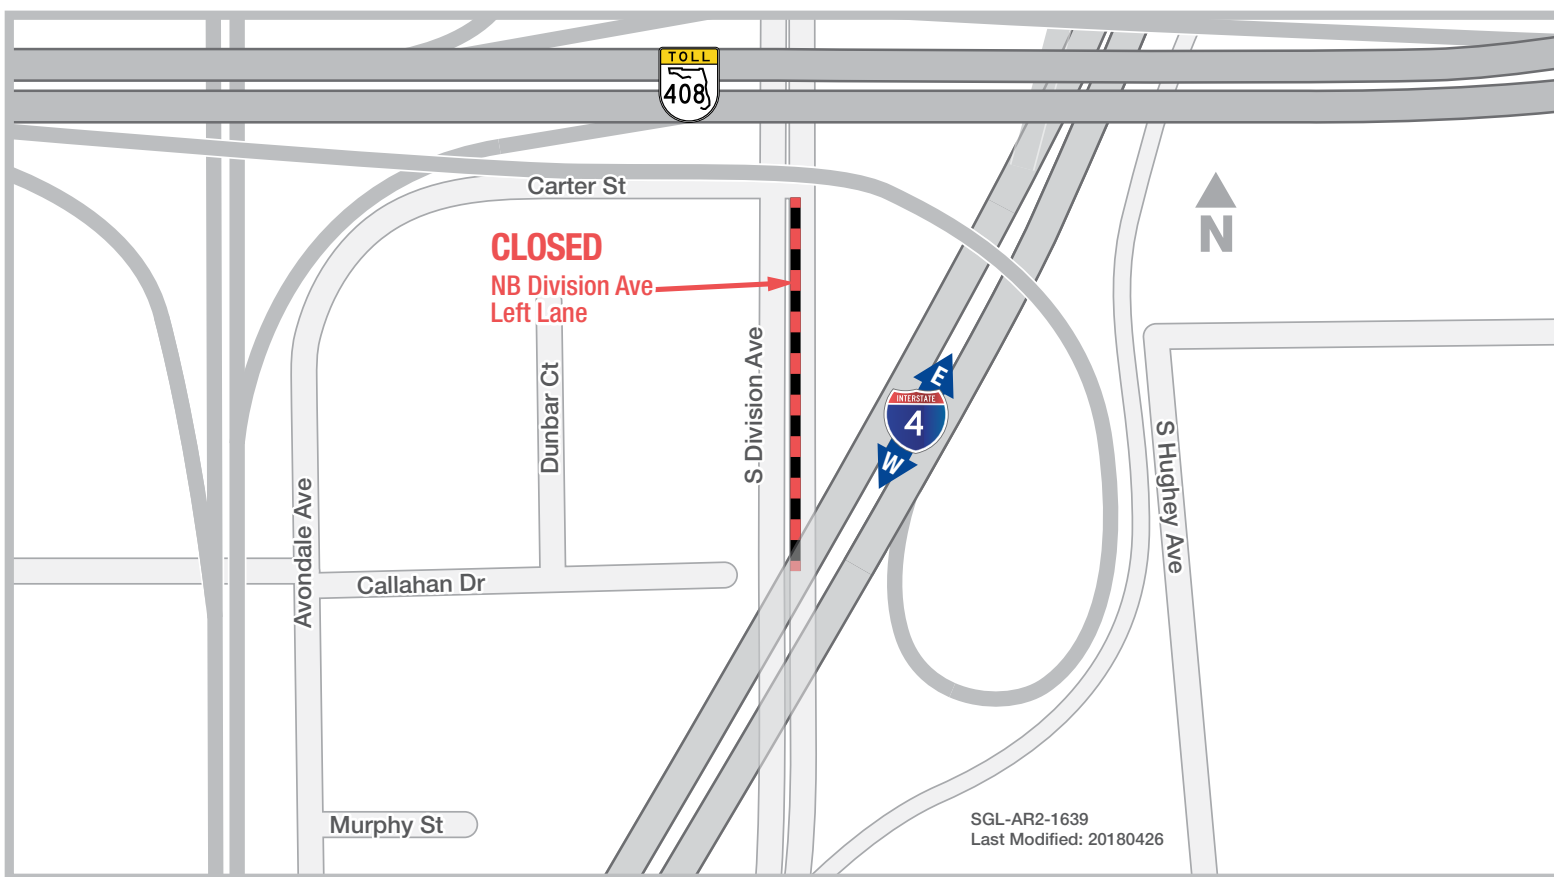 TOLL
408
Carter St
CLOSED
NB Division Ave
Left Lane
N
Dunbar Ct
S Division Ave
E
INTERSTATE
4
W
S Hughey Ave
Avondale Ave
Callahan Dr
Murphy St
SGL-AR2-1639
Last Modified: 20180426